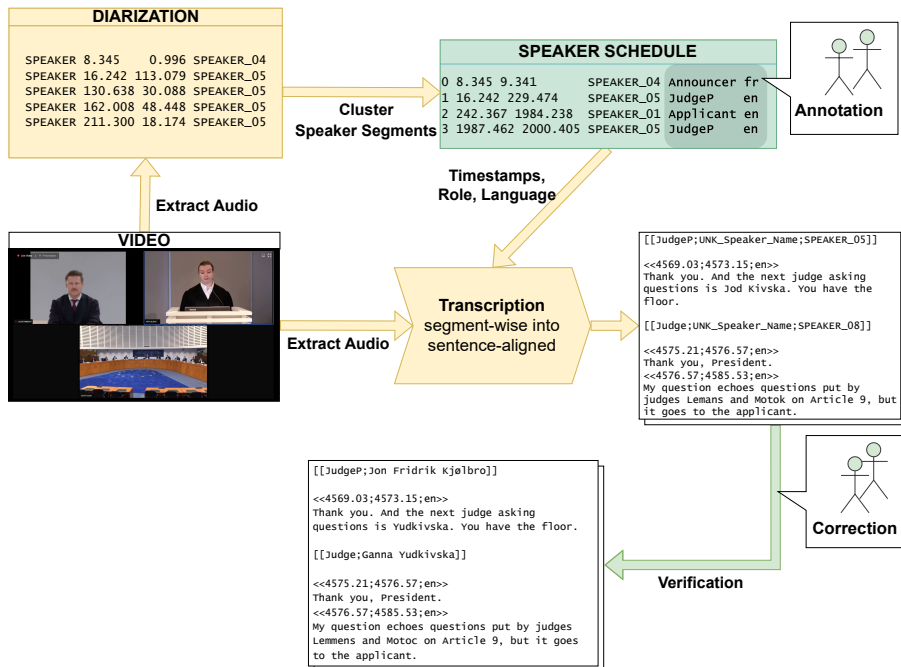 DIARIZATION
SPEAKER 8.345 0.996 SPEAKER_04
SPEAKER 16.242 113.079 SPEAKER_05
SPEAKER 130.638 30.088 SPEAKER_05
SPEAKER 162.008 48.448 SPEAKER_05
SPEAKER 211.300 18.174 SPEAKER_05
Cluster
Speaker Segments
SPEAKER SCHEDULE
0 8.345 9.341 SPEAKER_04 Announcer fr
1 16.242 229.474 SPEAKER_05 JudgeP en
2 242.367 1984.238 SPEAKER_01 Applicant en
3 1987.462 2000.405 SPEAKER_05 JudgeP en
Annotation
Extract Audio
Timestamps,
Role, Language
VIDEO
Extract Audio
Transcription
segment-wise into
sentence-aligned
[[JudgeP;UNK_Speaker_Name;SPEAKER_05]]
<<4569.03;4573.15;en>>
Thank you. And the next judge asking
questions is Jod Kivska. You have the
floor.
[[Judge;UNK_Speaker_Name;SPEAKER_08]]
<<4575.21;4576.57;en>>
Thank you, President.
<<4576.57;4585.53;en>>
My question echoes questions put by
judges Lemans and Motok on Article 9, but
it goes to the applicant.
Correction
Verification
[[JudgeP;Jon Fridrik Kjølbro]]
<<4569.03;4573.15;en>>
Thank you. And the next judge asking
questions is Yudkivska. You have the floor.
[[Judge;Ganna Yudkivska]]
<<4575.21;4576.57;en>>
Thank you, President.
<<4576.57;4585.53;en>>
My question echoes questions put by judges
Lemmens and Motoc on Article 9, but it goes
to the applicant.